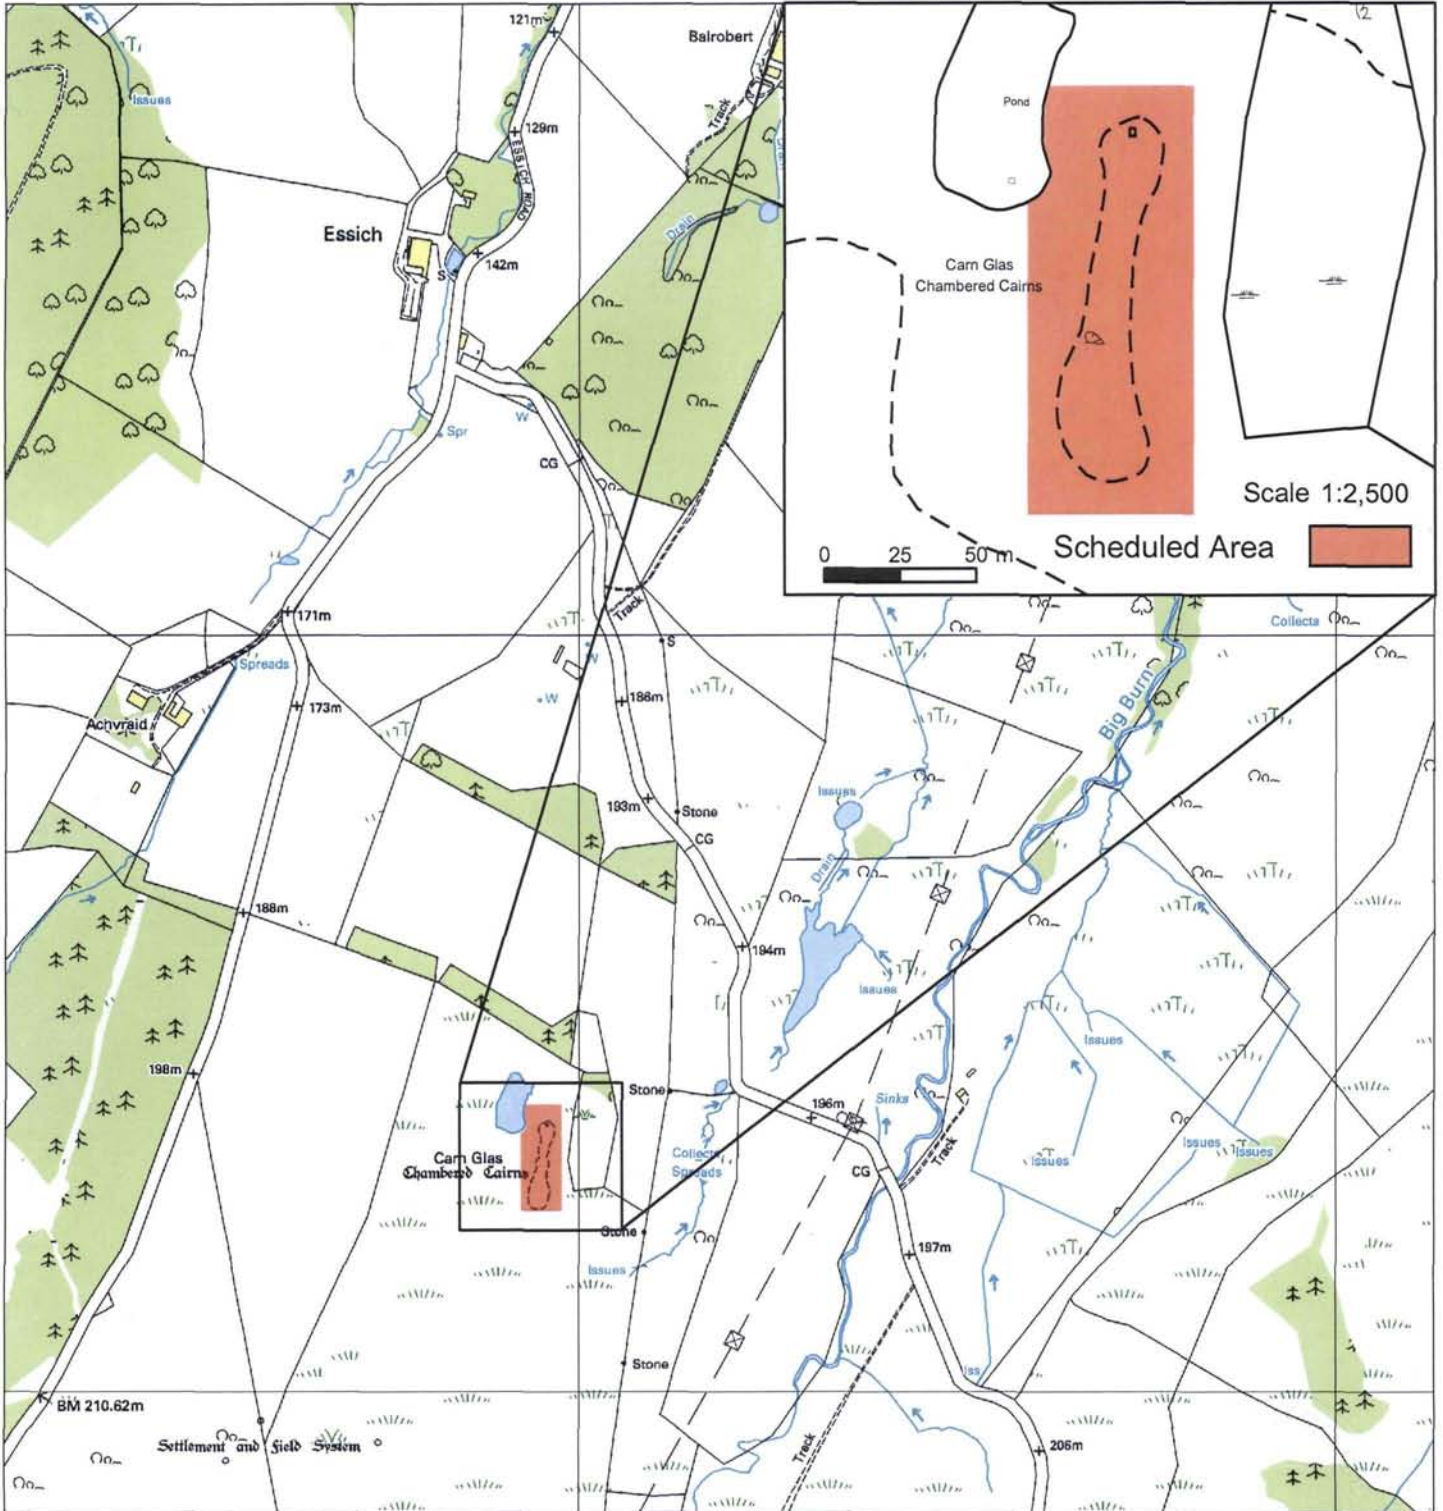 121m
Balrobert
Issues
Track
129m
ESSICH ROAD
Drain
Essich
142m
S
W
Spr
CG
Pond
Carn Glas
Chambered Cairns
Scale 1:2,500
0 25 50 m
Scheduled Area
171m
Track
Spreads
S
W
W
186m
173m
Achvraid
Collects
Big Burn
193m
Stone
CG
Issues
Drain
188m
194m
Issues
Issues
198m
Stone
196m
Sinks
Carn Glas
Chambered Cairns
Collects
Spreads
CG
Track
Issues
Issues
Issues
Stone
Issues
197m
Stone
Iss
BM 210.62m
Settlement and Field System
Track
206m